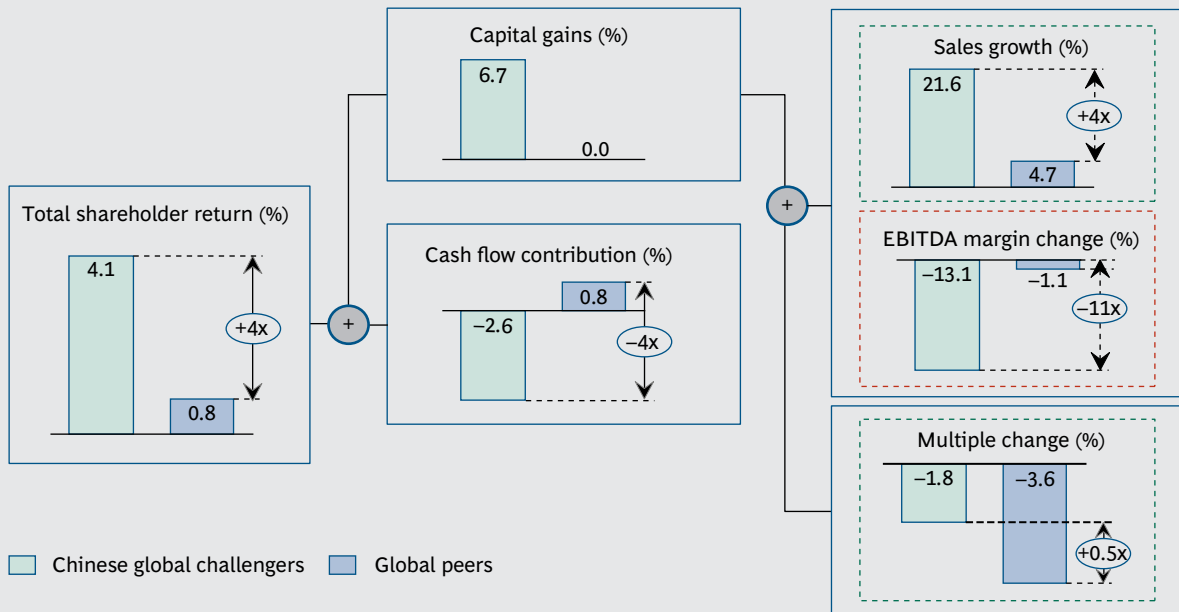 Total shareholder return (%)
4.1
0.8
+4x
+
Capital gains (%)
6.7
0.0
Cash flow contribution (%)
0.8
–2.6
–4x
+
Sales growth (%)
21.6
4.7
+4x
EBITDA margin change (%)
–13.1
–1.1
–11x
Multiple change (%)
–1.8
–3.6
+0.5x
Chinese global challengers
Global peers